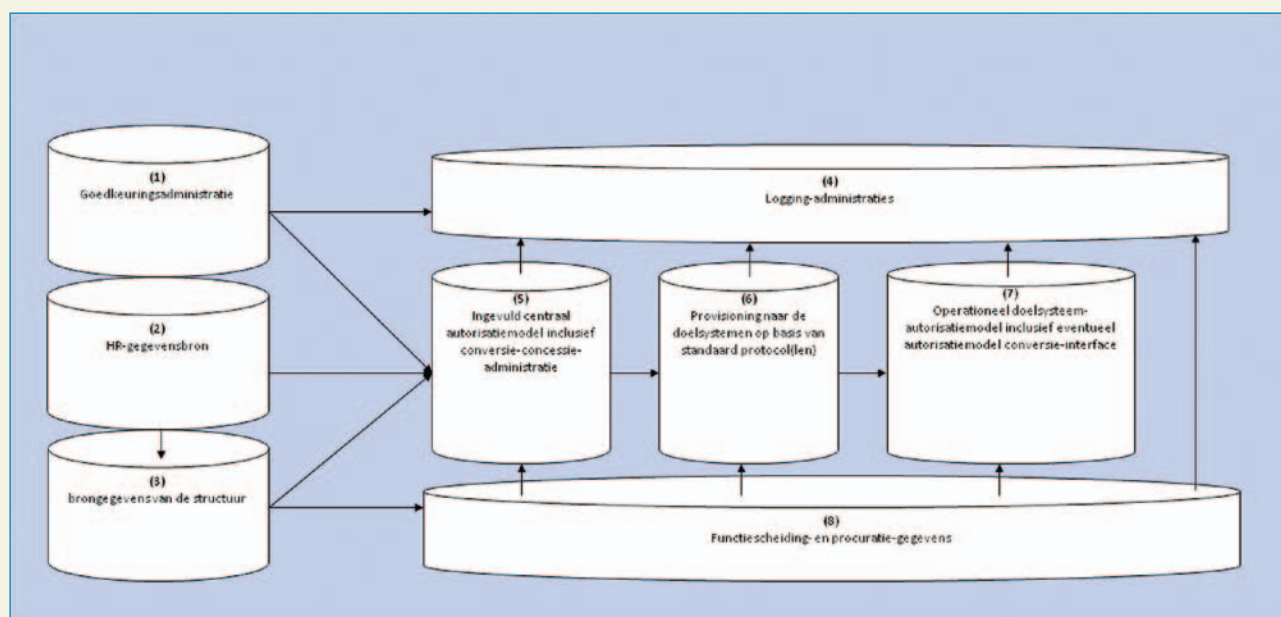 (1)
Goedkeuringsadministratie
(2)
HR-gegevensbron
(3)
brongegevens van de structuur
(4)
Logging-administraties
(5)
Ingevuld centraal
autorisatiemodel inclusief
conversie-concessie-
administratie
(6)
Provisioning naar de
doelsystemen op basis van
standaard protocol(len)
(7)
Operationeel doelsysteem-
autorisatiemodel inclusief eventueel
autorisatiemodel conversie-interface
(8)
Functiescheiding- en procuratie-gegevens